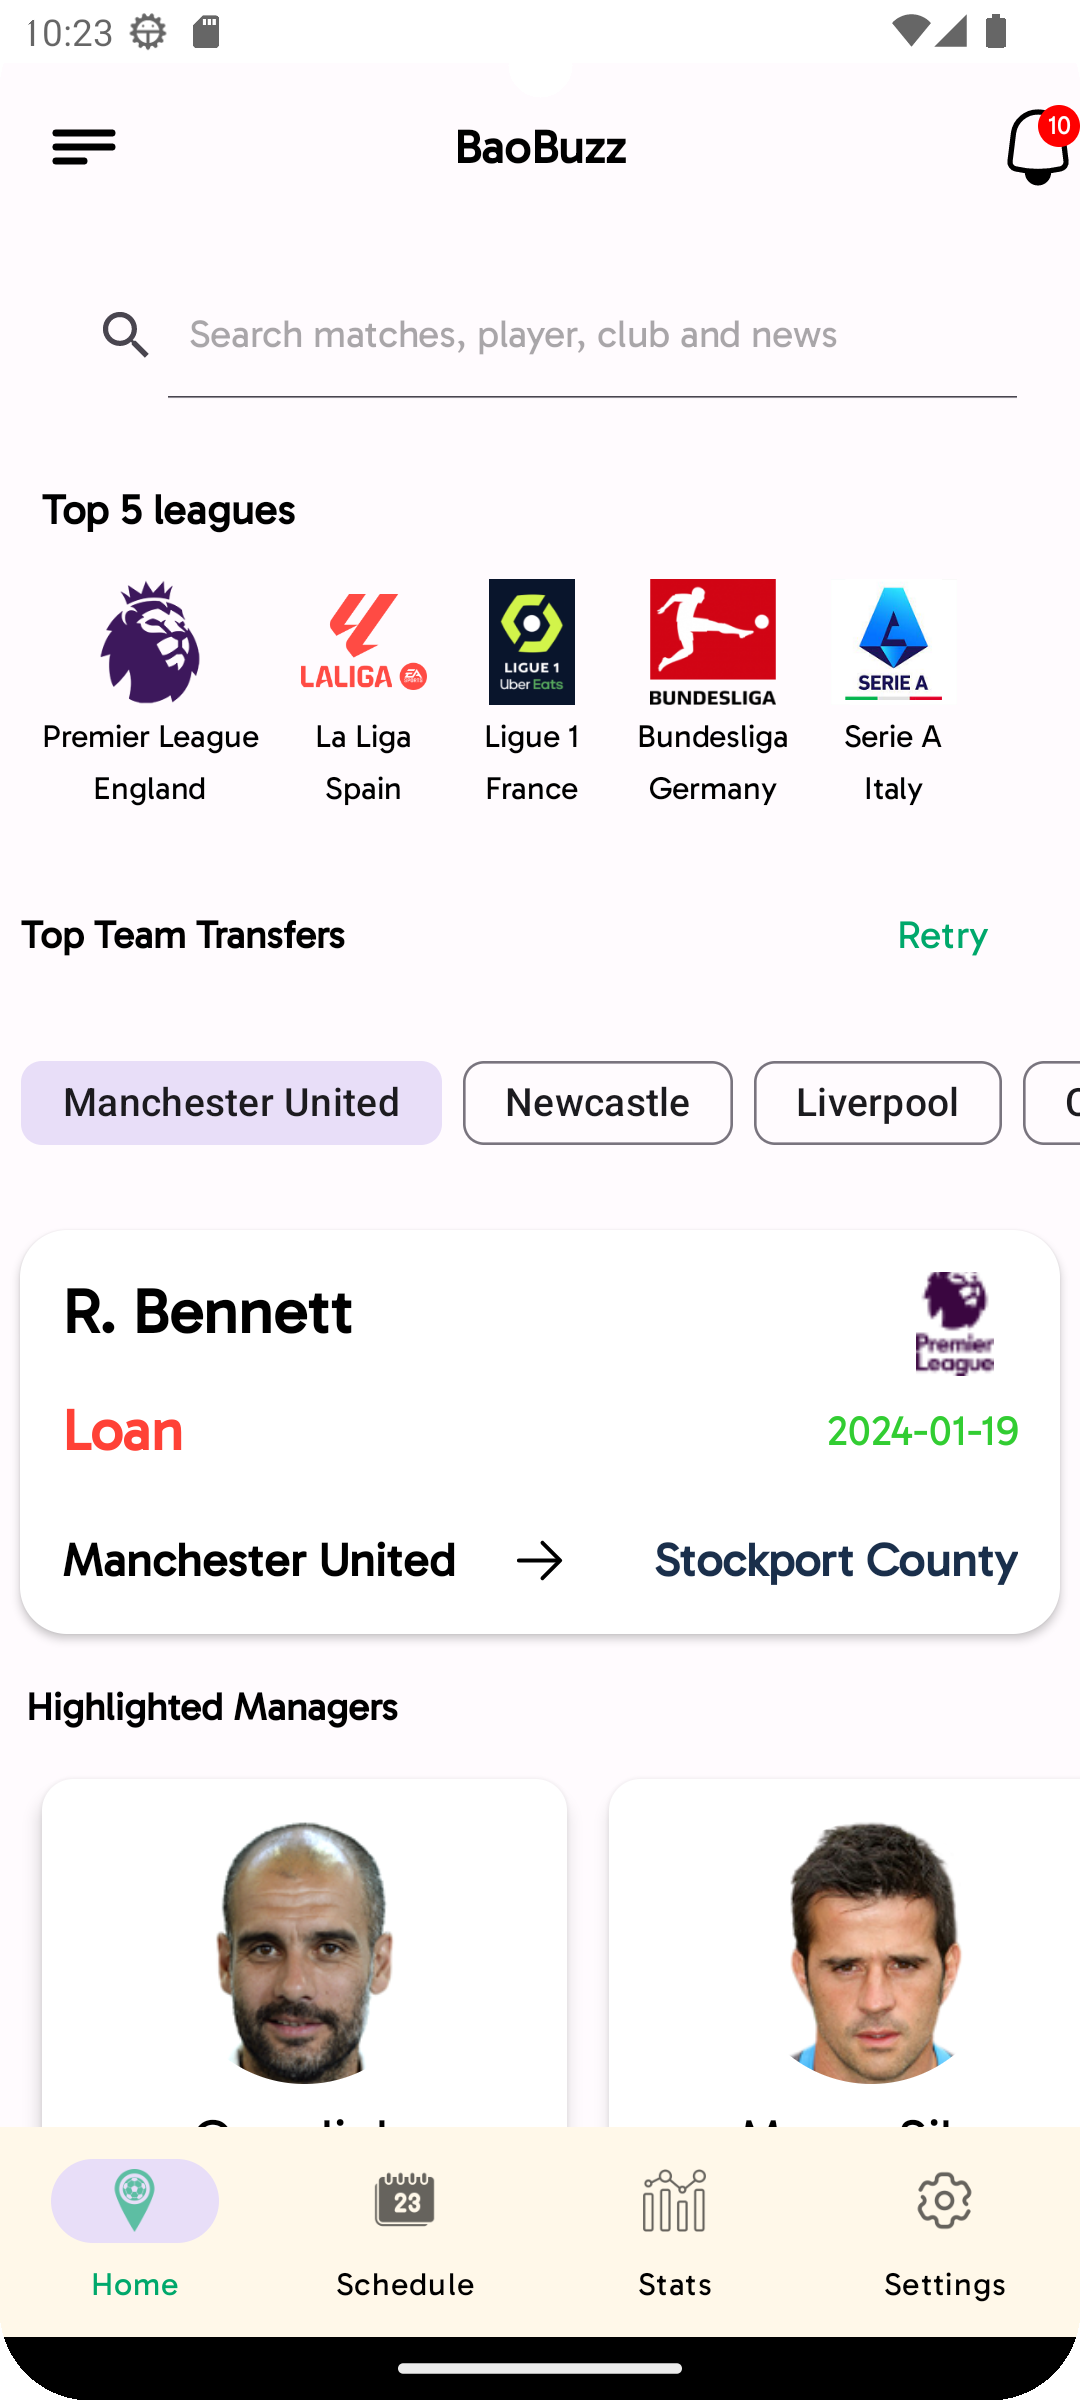 10:23
BaoBuzz
10
Search matches, player, club and news
Top 5 leagues
LALIGA
LIGUE 1
Uber Eats
BUNDESLIGA
SERIE A
Premier League
La Liga
Ligue 1
Bundesliga
Serie A
England
Spain
France
Germany
Italy
Top Team Transfers
Retry
Manchester United
Newcastle
Liverpool
R. Bennett
Premier
League
Loan
2024-01-19
Manchester United
Stockport County
Highlighted Managers
23
Home
Schedule
Stats
Settings